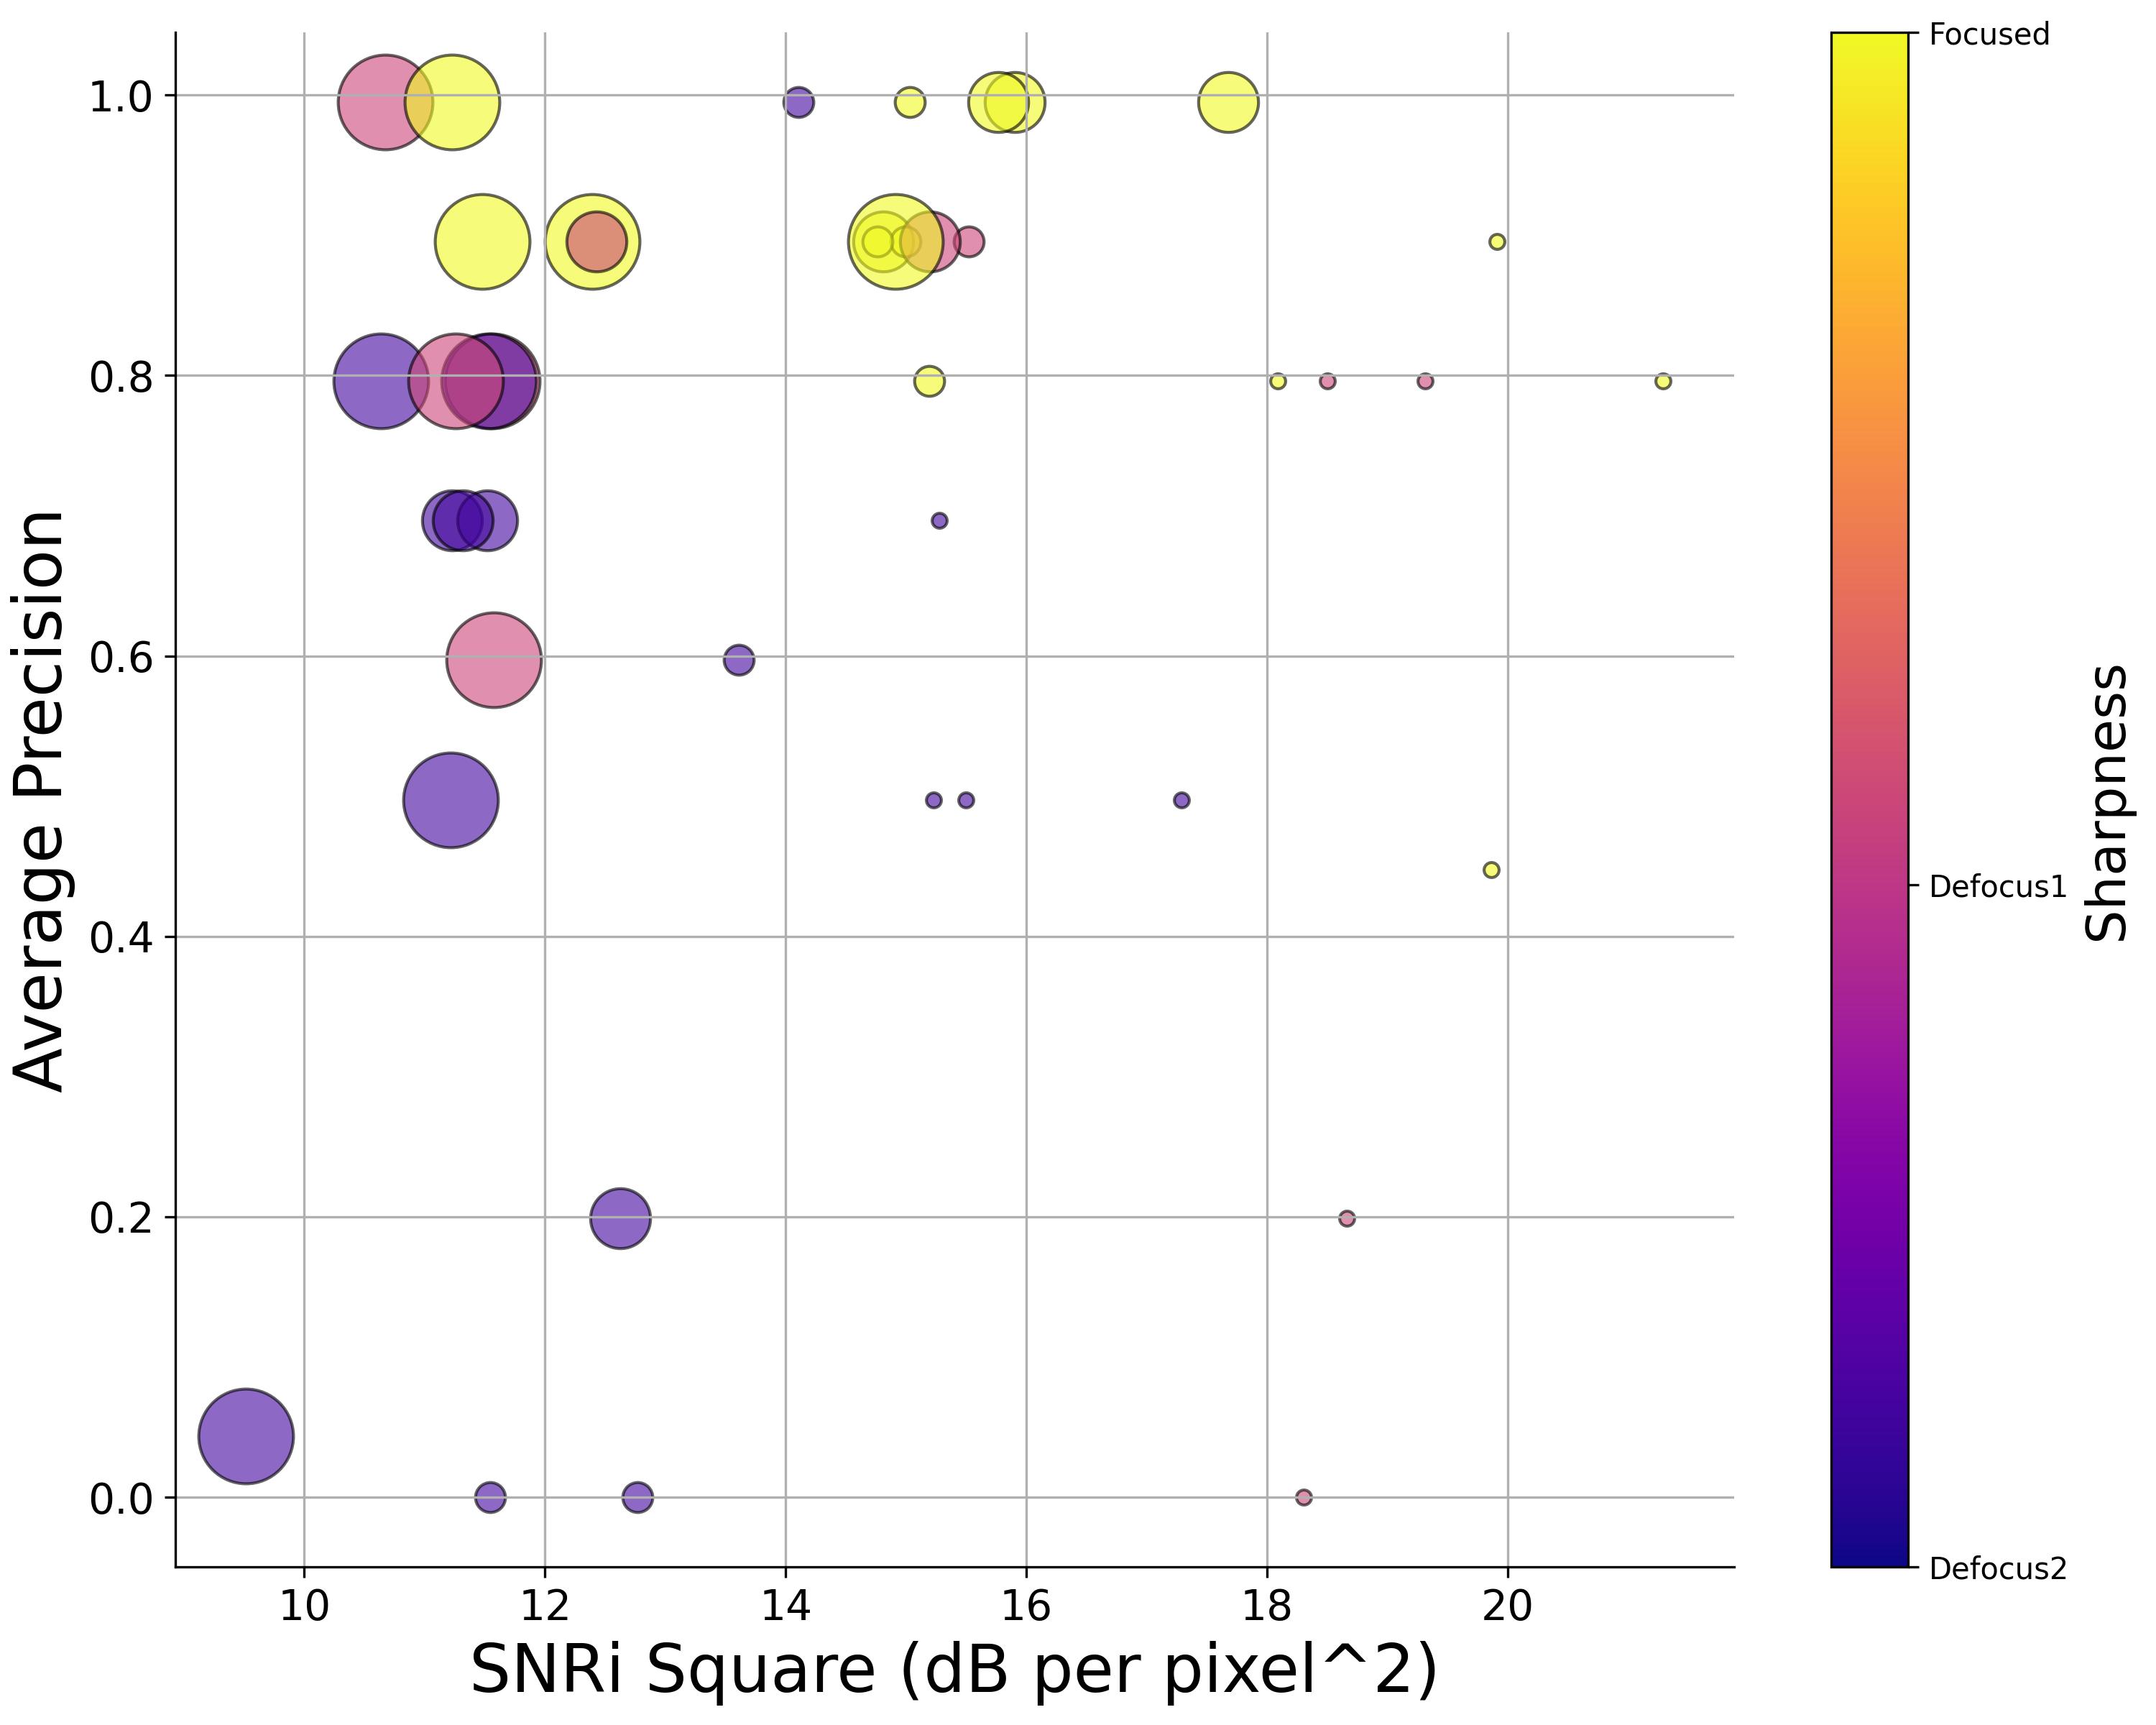 Average Precision
1.0
0.8
0.6
0.4
0.2
0.0
10 12 14 16 18 20
SNRi Square (dB per pixel^2)
Focused
Defocus1
Defocus2
Sharpness